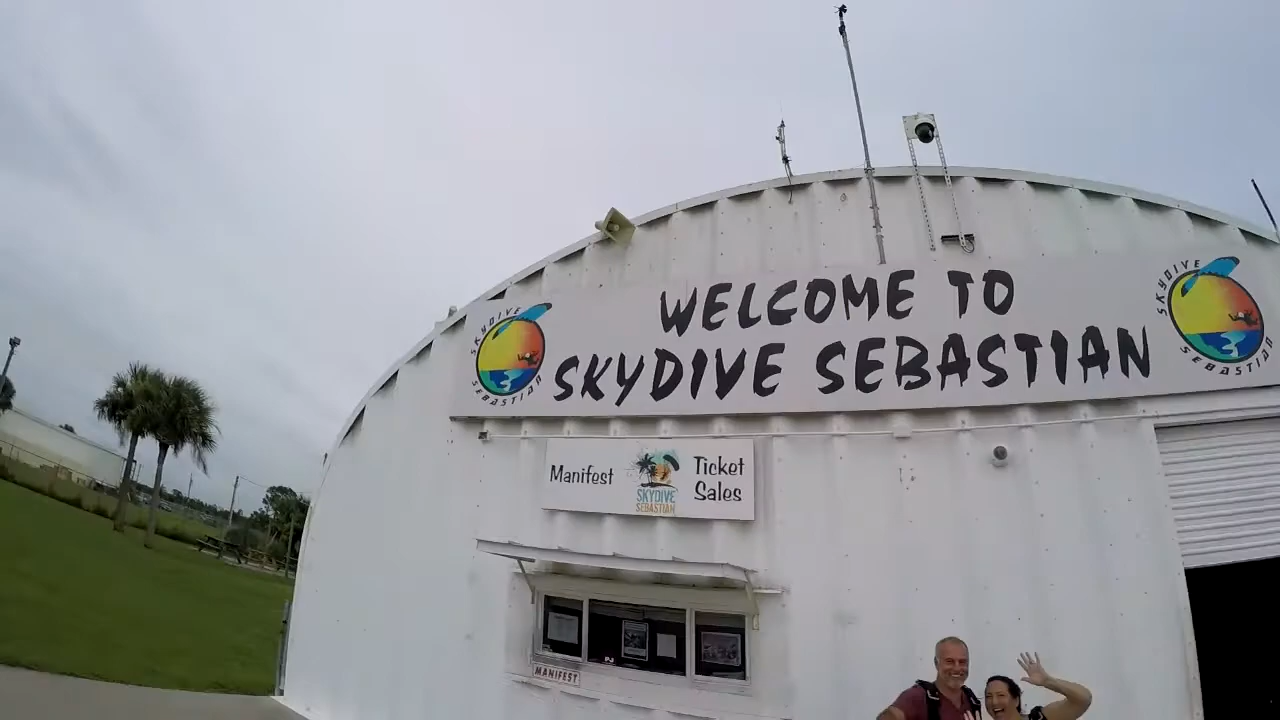 WELCOME TO
SKYDIVE SEBASTIAN
SKYDIVE
SEBASTIAN
SKYDIVE
SEBASTIAN
Manifest
SKYDIVE
SEBASTIAN
Ticket
Sales
MANIFEST